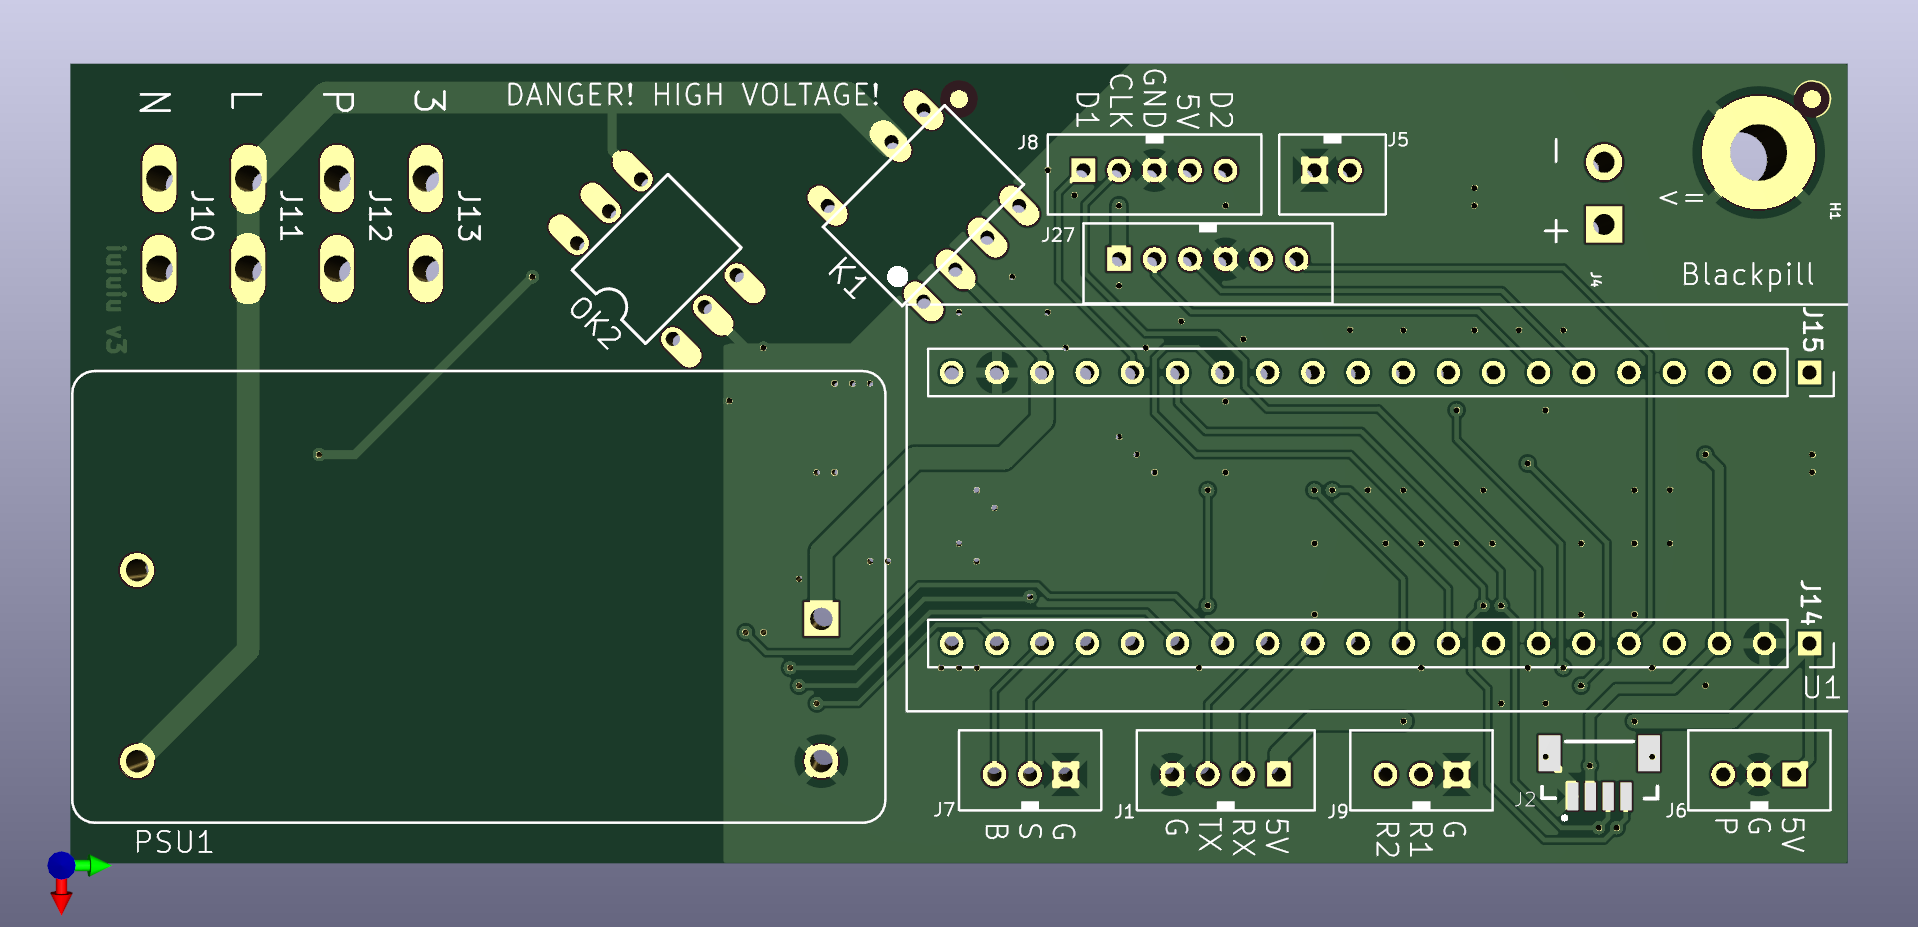 N
L
P
3
DANGER! HIGH VOLTAGE!
D1
CLK
GND
5V
D2
J8
J5
J10
J11
J12
J13
J27
−
+
<=
H1
J4
Blackpill
iuiuiu v3
K1
OK2
J15
J14
U1
PSU1
J7
J1
J9
J2
J6
B
S
G
G
TX
RX
5V
R2
R1
G
P
G
5V